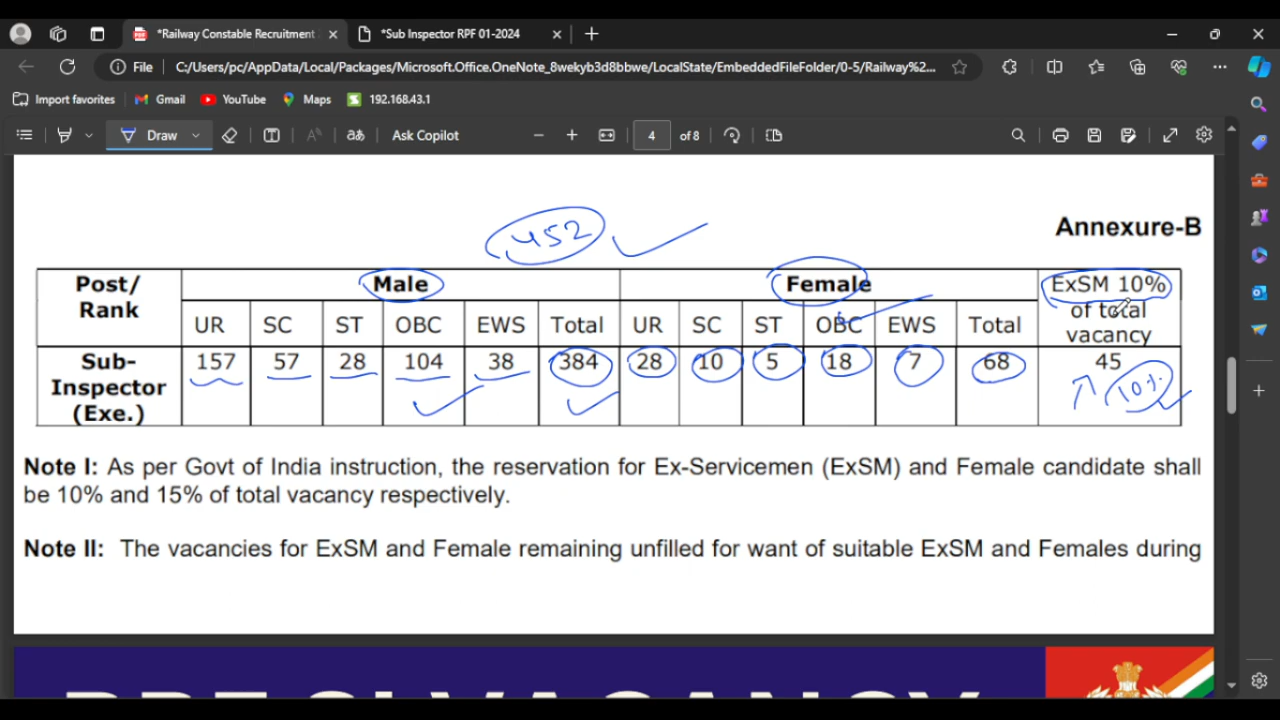 *Railway Constable Recruitment
*Sub Inspector RPF 01-2024
File C:/Users/pc/AppData/Local/Packages/Microsoft.Office.OneNote_8wekyb3d8bbwe/LocalState/EmbeddedFileFolder/0-5/Railway%2...
Import favorites Gmail YouTube Maps 192.168.43.1
Draw Ask Copilot 4 of 8
452
Annexure-B
Post/ Male Female ExSM 10%
Rank of total
UR SC ST OBC EWS Total UR SC ST OBC EWS Total vacancy
Sub- 157 57 28 104 38 384 28 10 5 18 7 68 45
Inspector 10%
(Exe.)
Note I: As per Govt of India instruction, the reservation for Ex-Servicemen (ExSM) and Female candidate shall
be 10% and 15% of total vacancy respectively.
Note II: The vacancies for ExSM and Female remaining unfilled for want of suitable ExSM and Females during
RPF SI VACANCY